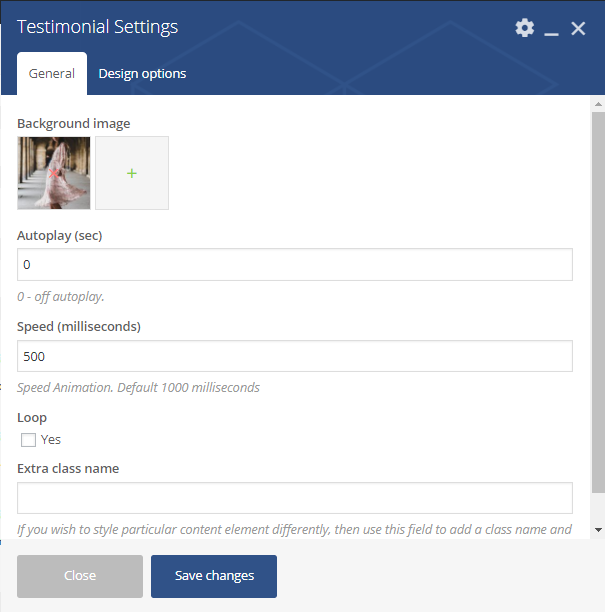 Testimonial Settings
General
Design options
Background image
+
Autoplay (sec)
0
0 - off autoplay.
Speed (milliseconds)
500
Speed Animation. Default 1000 milliseconds
Loop
Yes
Extra class name
If you wish to style particular content element differently, then use this field to add a class name and
Close
Save changes